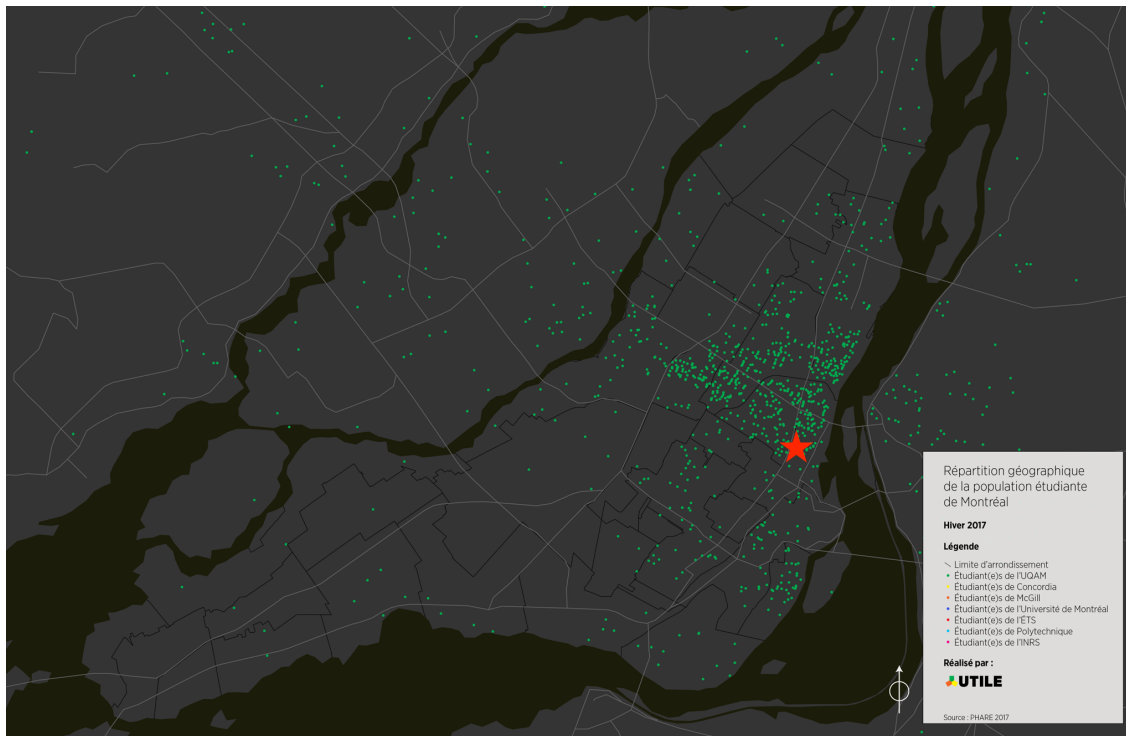 Répartition géographique
de la population étudiante
de Montréal
Hiver 2017
Légende
Limite d'arrondissement
Étudiant(e)s de l'UQAM
Étudiant(e)s de Concordia
Étudiant(e)s de McGill
Étudiant(e)s de l'Université de Montréal
Étudiant(e)s de l'ÉTS
Étudiant(e)s de Polytechnique
Étudiant(e)s de l'INRS
Réalisé par :
UTILE
Source : PHARE 2017